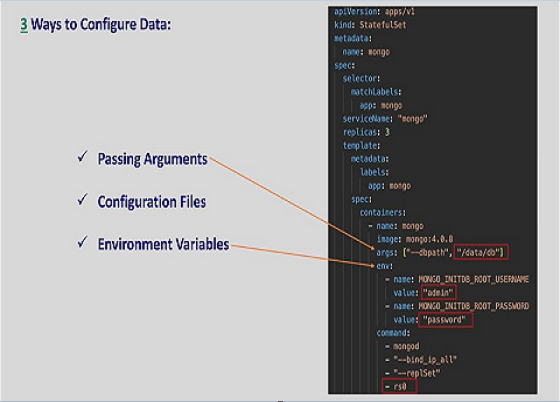 3 Ways to Configure Data:
✓ Passing Arguments
✓ Configuration Files
✓ Environment Variables
apiVersion: apps/v1
kind: StatefulSet
metadata:
name: mongo
spec:
selector:
matchLabels:
app: mongo
serviceName: "mongo"
replicas: 3
template:
metadata:
labels:
app: mongo
spec:
containers:
- name: mongo
image: mongo:4.0.8
args: ["--dbpath", "/data/db"]
env:
- name: MONGO_INITDB_ROOT_USERNAME
value: "admin"
- name: MONGO_INITDB_ROOT_PASSWORD
value: "password"
command:
- mongod
- "--bind_ip_all"
- "--replSet"
- rs0